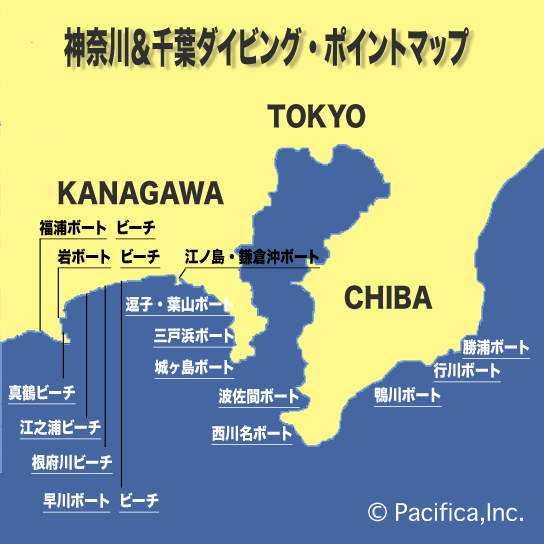 神奈川&千葉ダイビング・ポイントマップ
TOKYO
KANAGAWA
福浦ボート ビーチ
岩ボート ビーチ
江ノ島・鎌倉沖ボート
CHIBA
逗子・葉山ボート
三戸浜ボート
城ヶ島ボート
勝浦ボート
行川ボート
鴨川ボート
波佐間ボート
西川名ボート
真鶴ビーチ
江之浦ビーチ
根府川ビーチ
早川ボート ビーチ
© Pacifica,Inc.